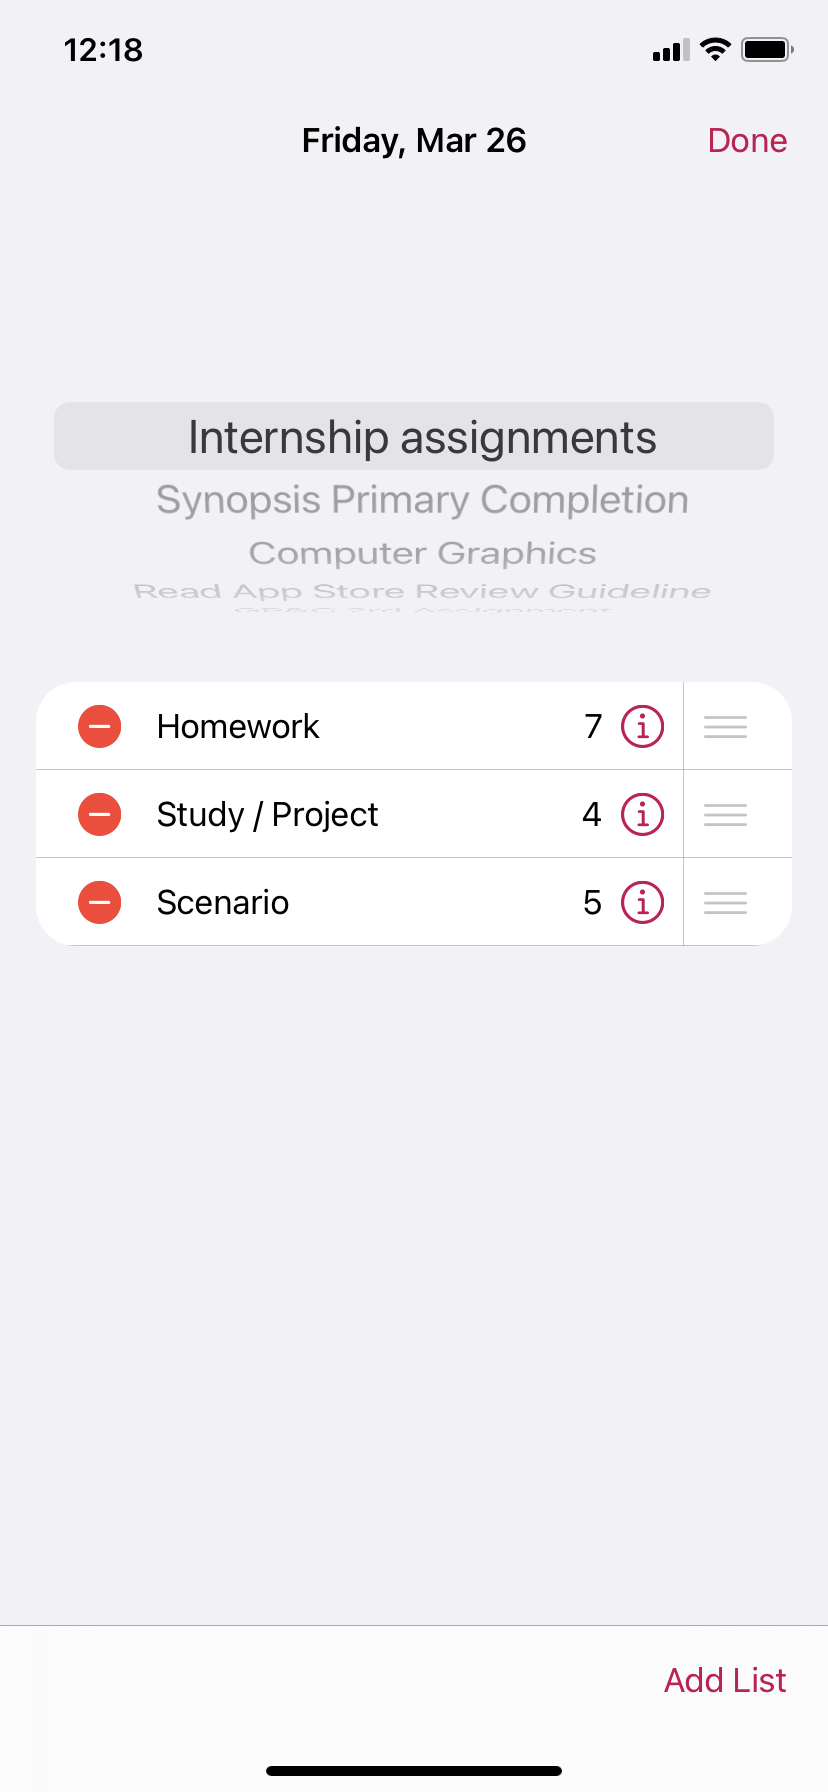 12:18
Friday, Mar 26
Done
Internship assignments
Synopsis Primary Completion
Computer Graphics
Read App Store Review Guideline
Homework 7
Study / Project 4
Scenario 5
Add List